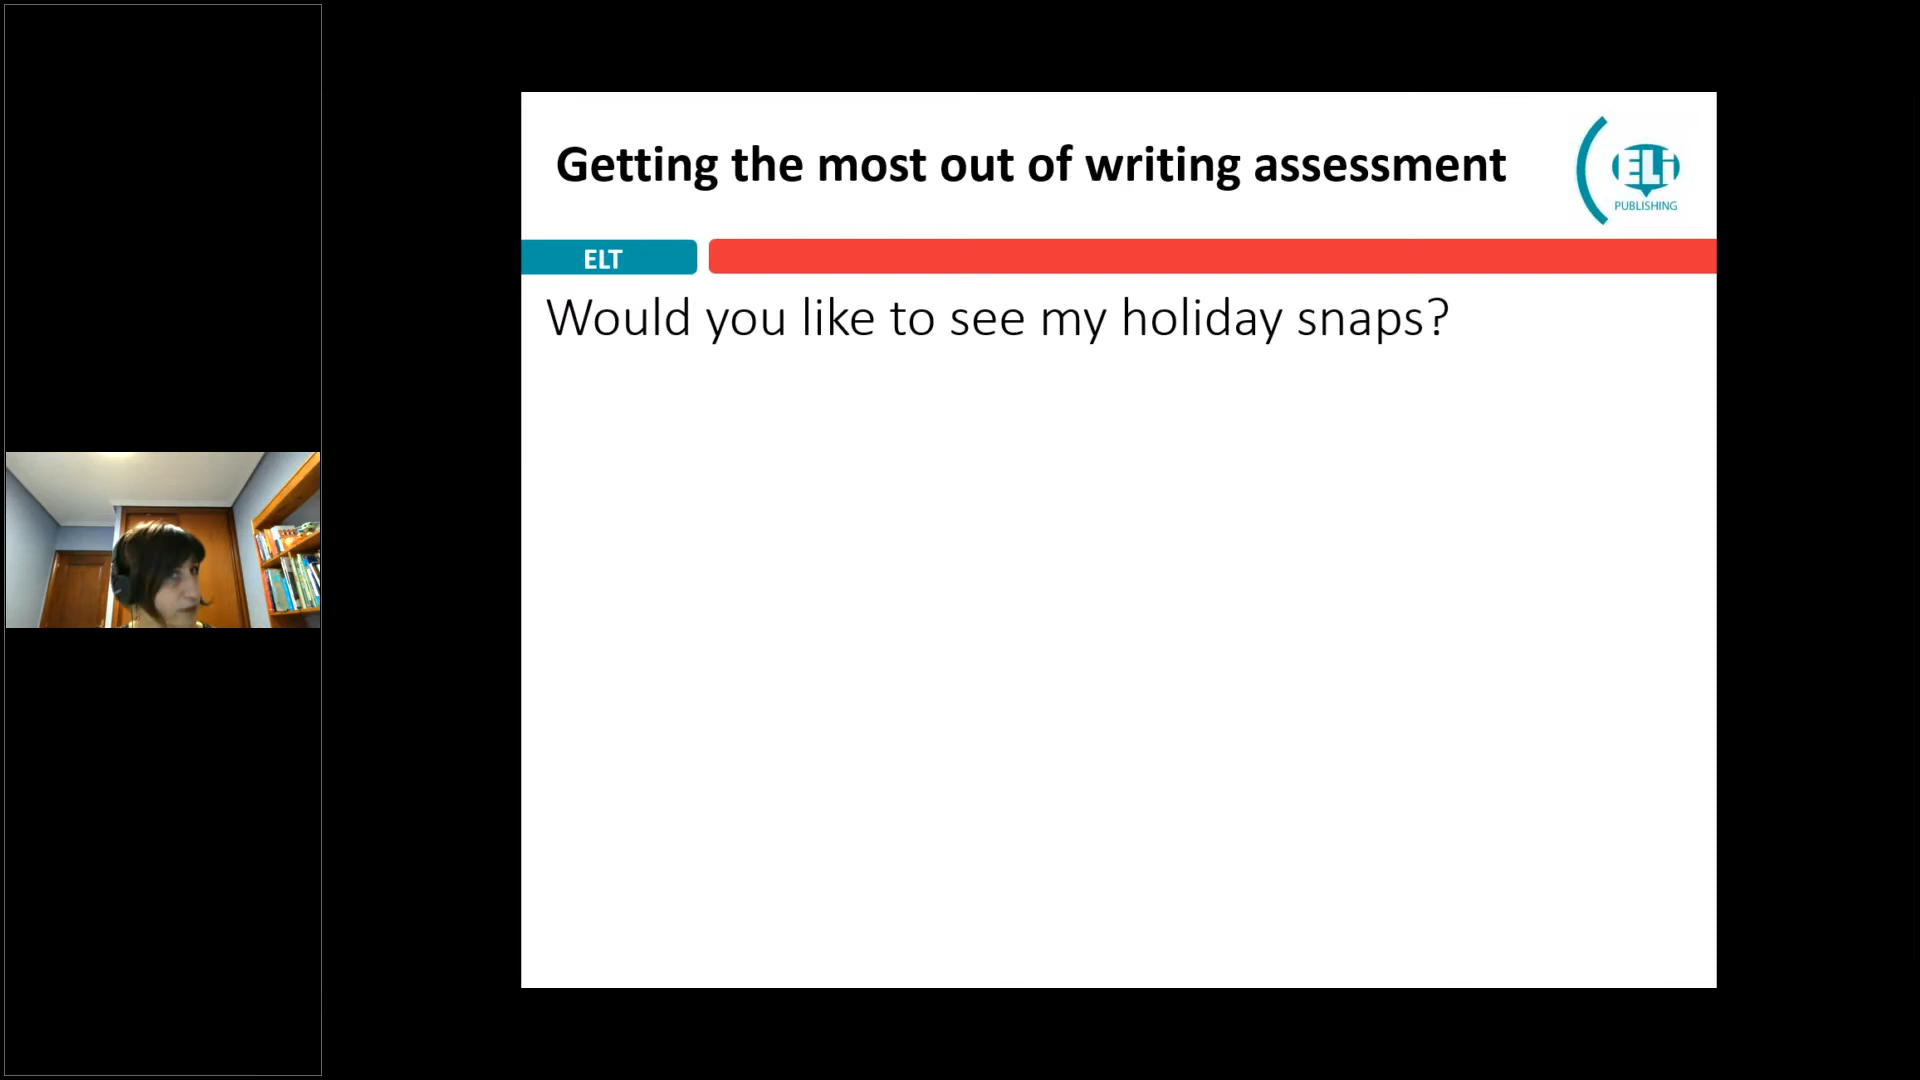 Getting the most out of writing assessment
ELi
PUBLISHING
ELT
Would you like to see my holiday snaps?